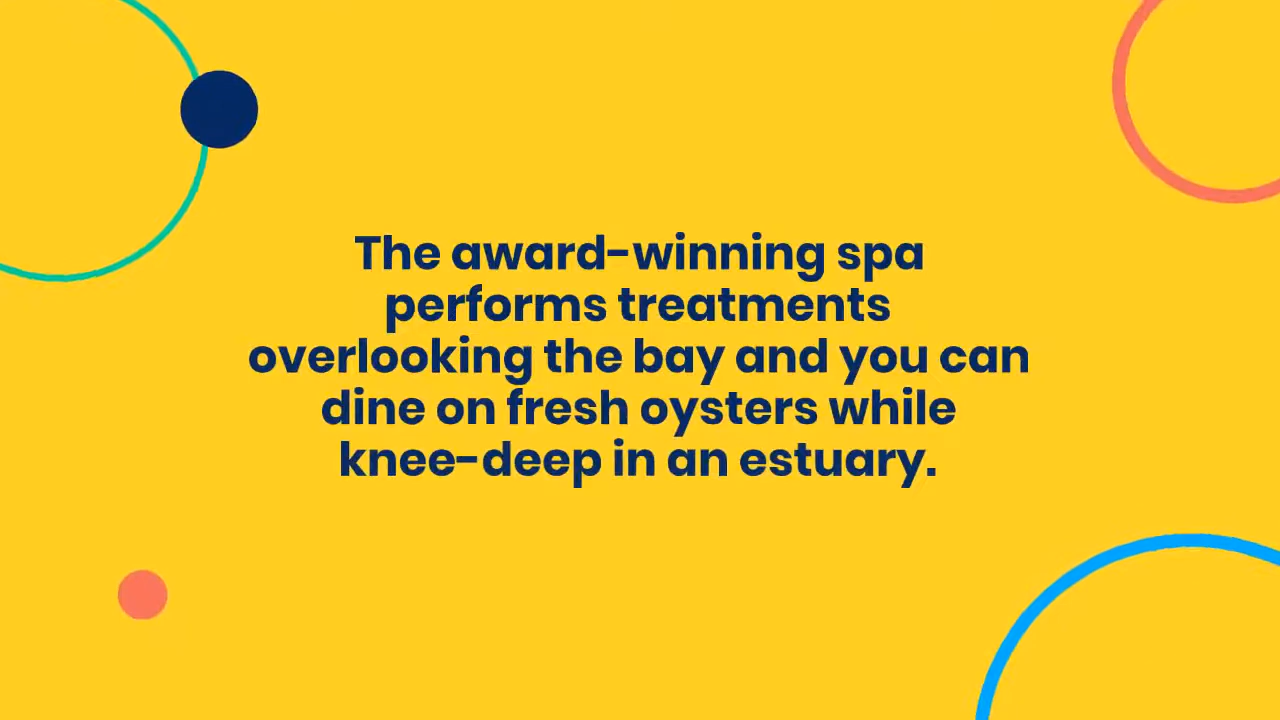 The award-winning spa
performs treatments
overlooking the bay and you can
dine on fresh oysters while
knee-deep in an estuary.